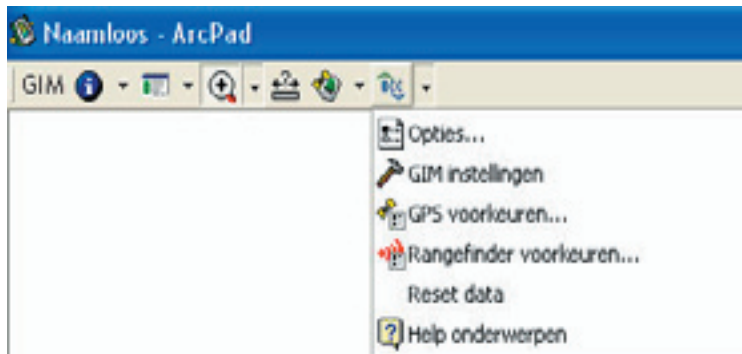 Naamloos - ArcPad
GIM
Opties...
GIM instellingen
GPS voorkeuren...
Rangefinder voorkeuren...
Reset data
Help onderwerpen